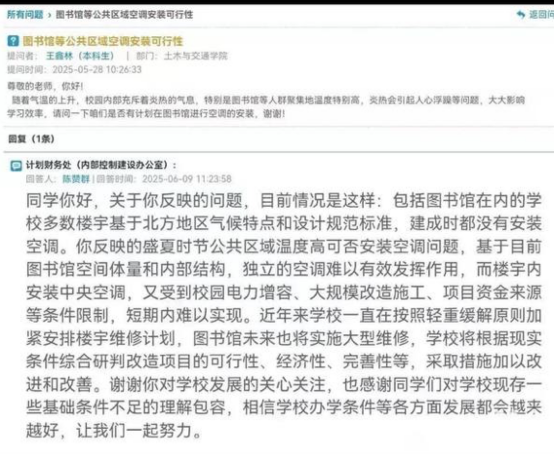 所有问题 › 图书馆等公共区域空调安装可行性
返回问
图书馆等公共区域空调安装可行性
提问者：王鑫林（本科生） | 部门：土木与交通学院
提问时间：2025-05-28 10:26:33
尊敬的老师，你好!
随着气温的上升，校园内部充斥着炎热的气息，特别是图书馆等人群聚集地温度特别高，炎热会引起人心浮躁等问题，大大影响
学习效率，请问一下咱们是否有计划在图书馆进行空调的安装，谢谢!
回复（1条）
计划财务处（内部控制建设办公室）：
回答人：陈赞群 | 回答时间：2025-06-09 11:23:58
同学你好，关于你反映的问题，目前情况是这样：包括图书馆在内的学
校多数楼宇基于北方地区气候特点和设计规范标准，建成时都没有安装
空调。你反映的盛夏时节公共区域温度高可否安装空调问题，基于目前
图书馆空间体量和内部结构，独立的空调难以有效发挥作用，而楼宇内
安装中央空调，又受到校园电力增容、大规模改造施工、项目资金来源
等条件限制，短期内难以实现。近年来学校一直在按照轻重缓解原则加
紧安排楼宇维修计划，图书馆未来也将实施大型维修，学校将根据现实
条件综合研判改造项目的可行性、经济性、完善性等，采取措施加以改
进和改善。谢谢你对学校发展的关心关注，也感谢同学们对学校现存一
些基础条件不足的理解包容，相信学校办学条件等各方面发展都会越来
越好，让我们一起努力。